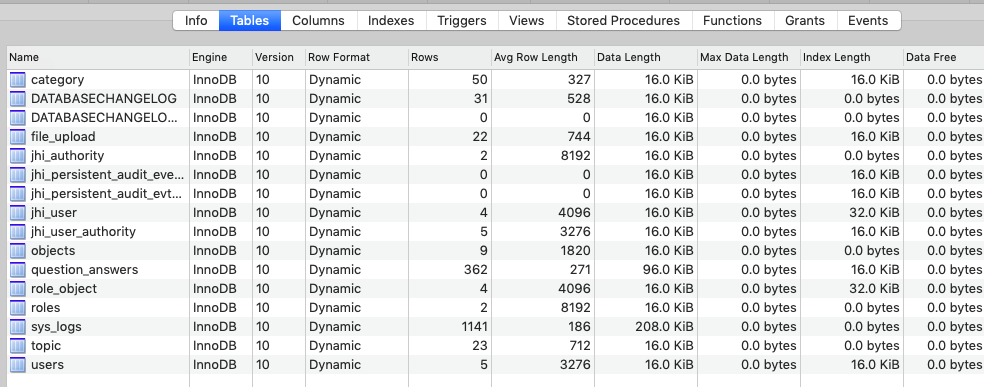 Info Tables Columns Indexes Triggers Views Stored Procedures Functions Grants Events
Name Engine Version Row Format Rows Avg Row Length Data Length Max Data Length Index Length Data Free
category InnoDB 10 Dynamic 50 327 16.0 KiB 0.0 bytes 16.0 KiB 0.0 bytes
DATABASECHANGELOG InnoDB 10 Dynamic 31 528 16.0 KiB 0.0 bytes 0.0 bytes 0.0 bytes
DATABASECHANGELO... InnoDB 10 Dynamic 0 0 16.0 KiB 0.0 bytes 0.0 bytes 0.0 bytes
file_upload InnoDB 10 Dynamic 22 744 16.0 KiB 0.0 bytes 16.0 KiB 0.0 bytes
jhi_authority InnoDB 10 Dynamic 2 8192 16.0 KiB 0.0 bytes 0.0 bytes 0.0 bytes
jhi_persistent_audit_eve... InnoDB 10 Dynamic 0 0 16.0 KiB 0.0 bytes 16.0 KiB 0.0 bytes
jhi_persistent_audit_evt... InnoDB 10 Dynamic 0 0 16.0 KiB 0.0 bytes 16.0 KiB 0.0 bytes
jhi_user InnoDB 10 Dynamic 4 4096 16.0 KiB 0.0 bytes 32.0 KiB 0.0 bytes
jhi_user_authority InnoDB 10 Dynamic 5 3276 16.0 KiB 0.0 bytes 16.0 KiB 0.0 bytes
objects InnoDB 10 Dynamic 9 1820 16.0 KiB 0.0 bytes 0.0 bytes 0.0 bytes
question_answers InnoDB 10 Dynamic 362 271 96.0 KiB 0.0 bytes 16.0 KiB 0.0 bytes
role_object InnoDB 10 Dynamic 4 4096 16.0 KiB 0.0 bytes 32.0 KiB 0.0 bytes
roles InnoDB 10 Dynamic 2 8192 16.0 KiB 0.0 bytes 0.0 bytes 0.0 bytes
sys_logs InnoDB 10 Dynamic 1141 186 208.0 KiB 0.0 bytes 0.0 bytes 0.0 bytes
topic InnoDB 10 Dynamic 23 712 16.0 KiB 0.0 bytes 0.0 bytes 0.0 bytes
users InnoDB 10 Dynamic 5 3276 16.0 KiB 0.0 bytes 16.0 KiB 0.0 bytes